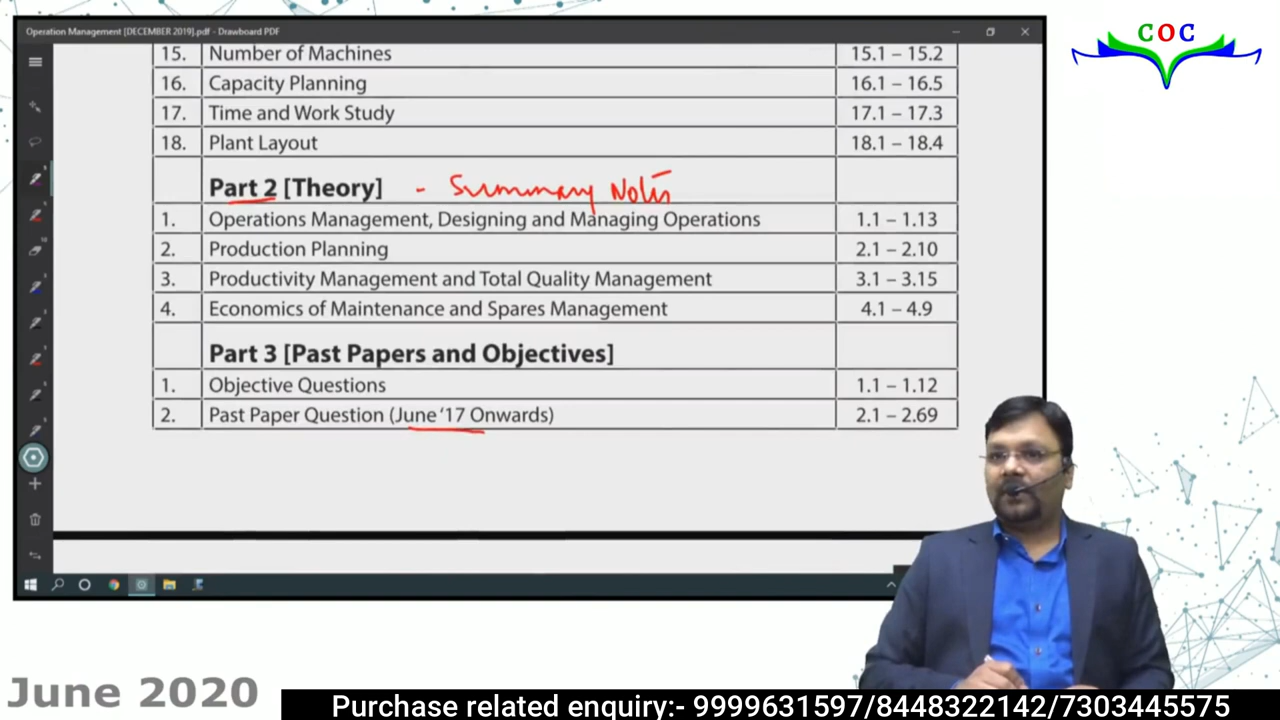 Operation Management [DECEMBER 2019].pdf - Drawboard PDF
COC
15. Number of Machines 15.1 – 15.2
16. Capacity Planning 16.1 – 16.5
17. Time and Work Study 17.1 – 17.3
18. Plant Layout 18.1 – 18.4
Part 2 [Theory] - Summary Notes
1. Operations Management, Designing and Managing Operations 1.1 – 1.13
2. Production Planning 2.1 – 2.10
3. Productivity Management and Total Quality Management 3.1 – 3.15
4. Economics of Maintenance and Spares Management 4.1 – 4.9
Part 3 [Past Papers and Objectives]
1. Objective Questions 1.1 – 1.12
2. Past Paper Question (June ‘17 Onwards) 2.1 – 2.69
June 2020
Purchase related enquiry:- 9999631597/8448322142/7303445575